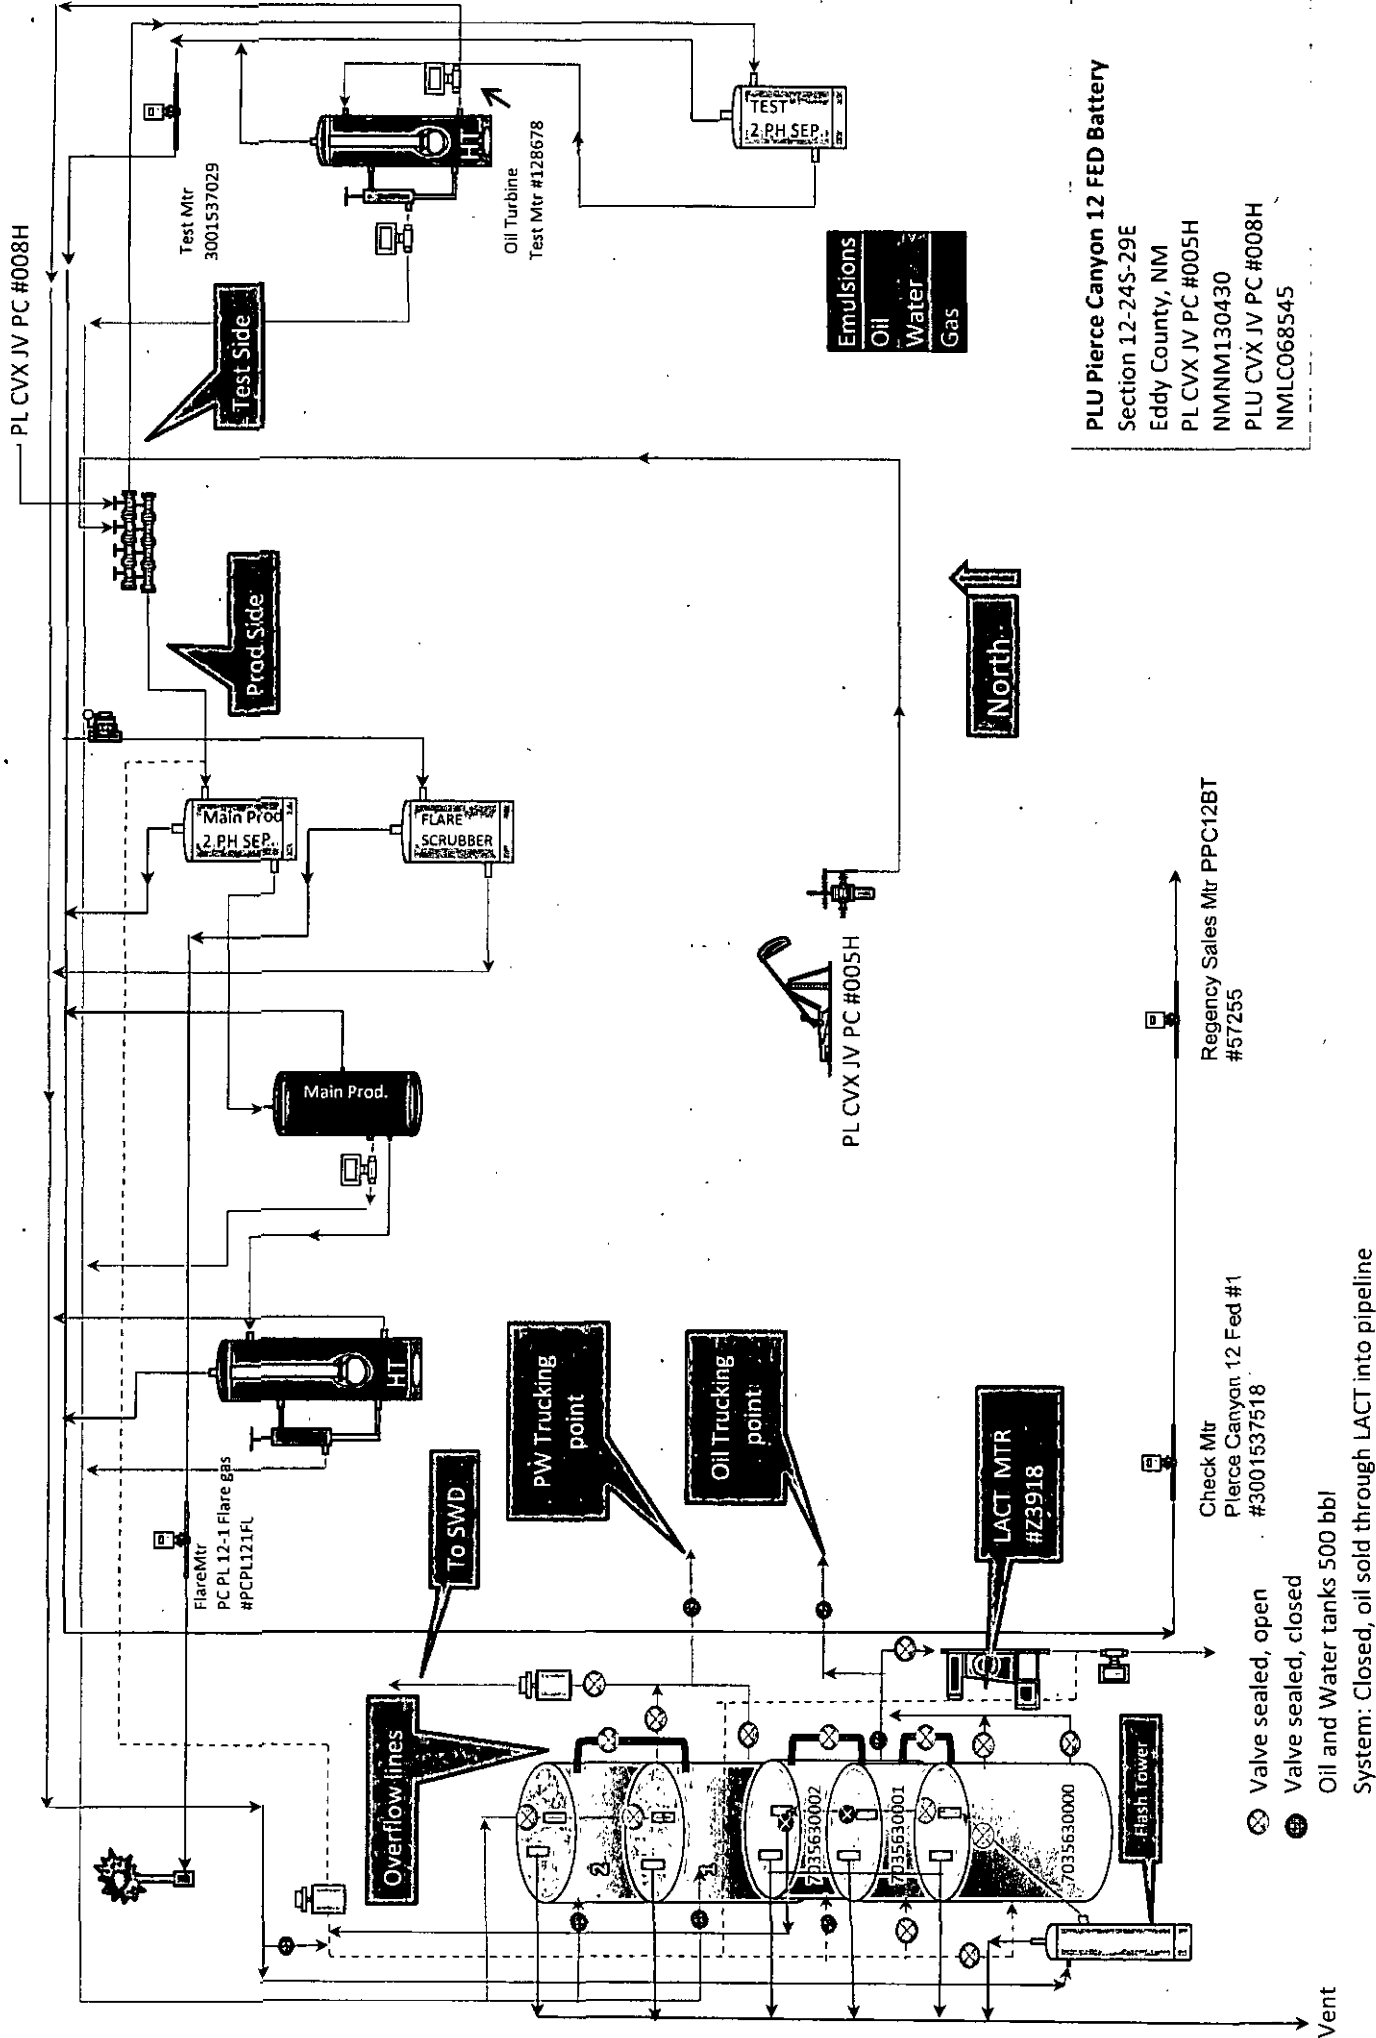 PL CVX JV PC #008H
Test Mtr
3001537029
Test Side
HT
Oil Turbine
Test Mtr #128678
TEST
2 PH SEP.
Emulsions
Oil
Water
Gas
PLU Pierce Canyon 12 FED Battery
Section 12-24S-29E
Eddy County, NM
PL CVX JV PC #005H
NMNM130430
PLU CVX JV PC #008H
NMLC068545
Prod Side
Main Prod
2 PH SEP.
FLARE
SCRUBBER
North
Main Prod.
PL CVX JV PC #005H
Regency Sales Mtr PPC12BT
#57255
HT
FlareMtr
PC PL 12-1 Flare gas
#PCPL121FL
To SWD
PW Trucking
point
Oil Trucking
point
LACT MTR
#Z3918
Check Mtr
Pierce Canyon 12 Fed #1
#3001537518
Overflow lines
2
1
7035630002
7035630001
7035630000
Flash Tower
Vent
Valve sealed, open
Valve sealed, closed
Oil and Water tanks 500 bbl
System: Closed, oil sold through LACT into pipeline